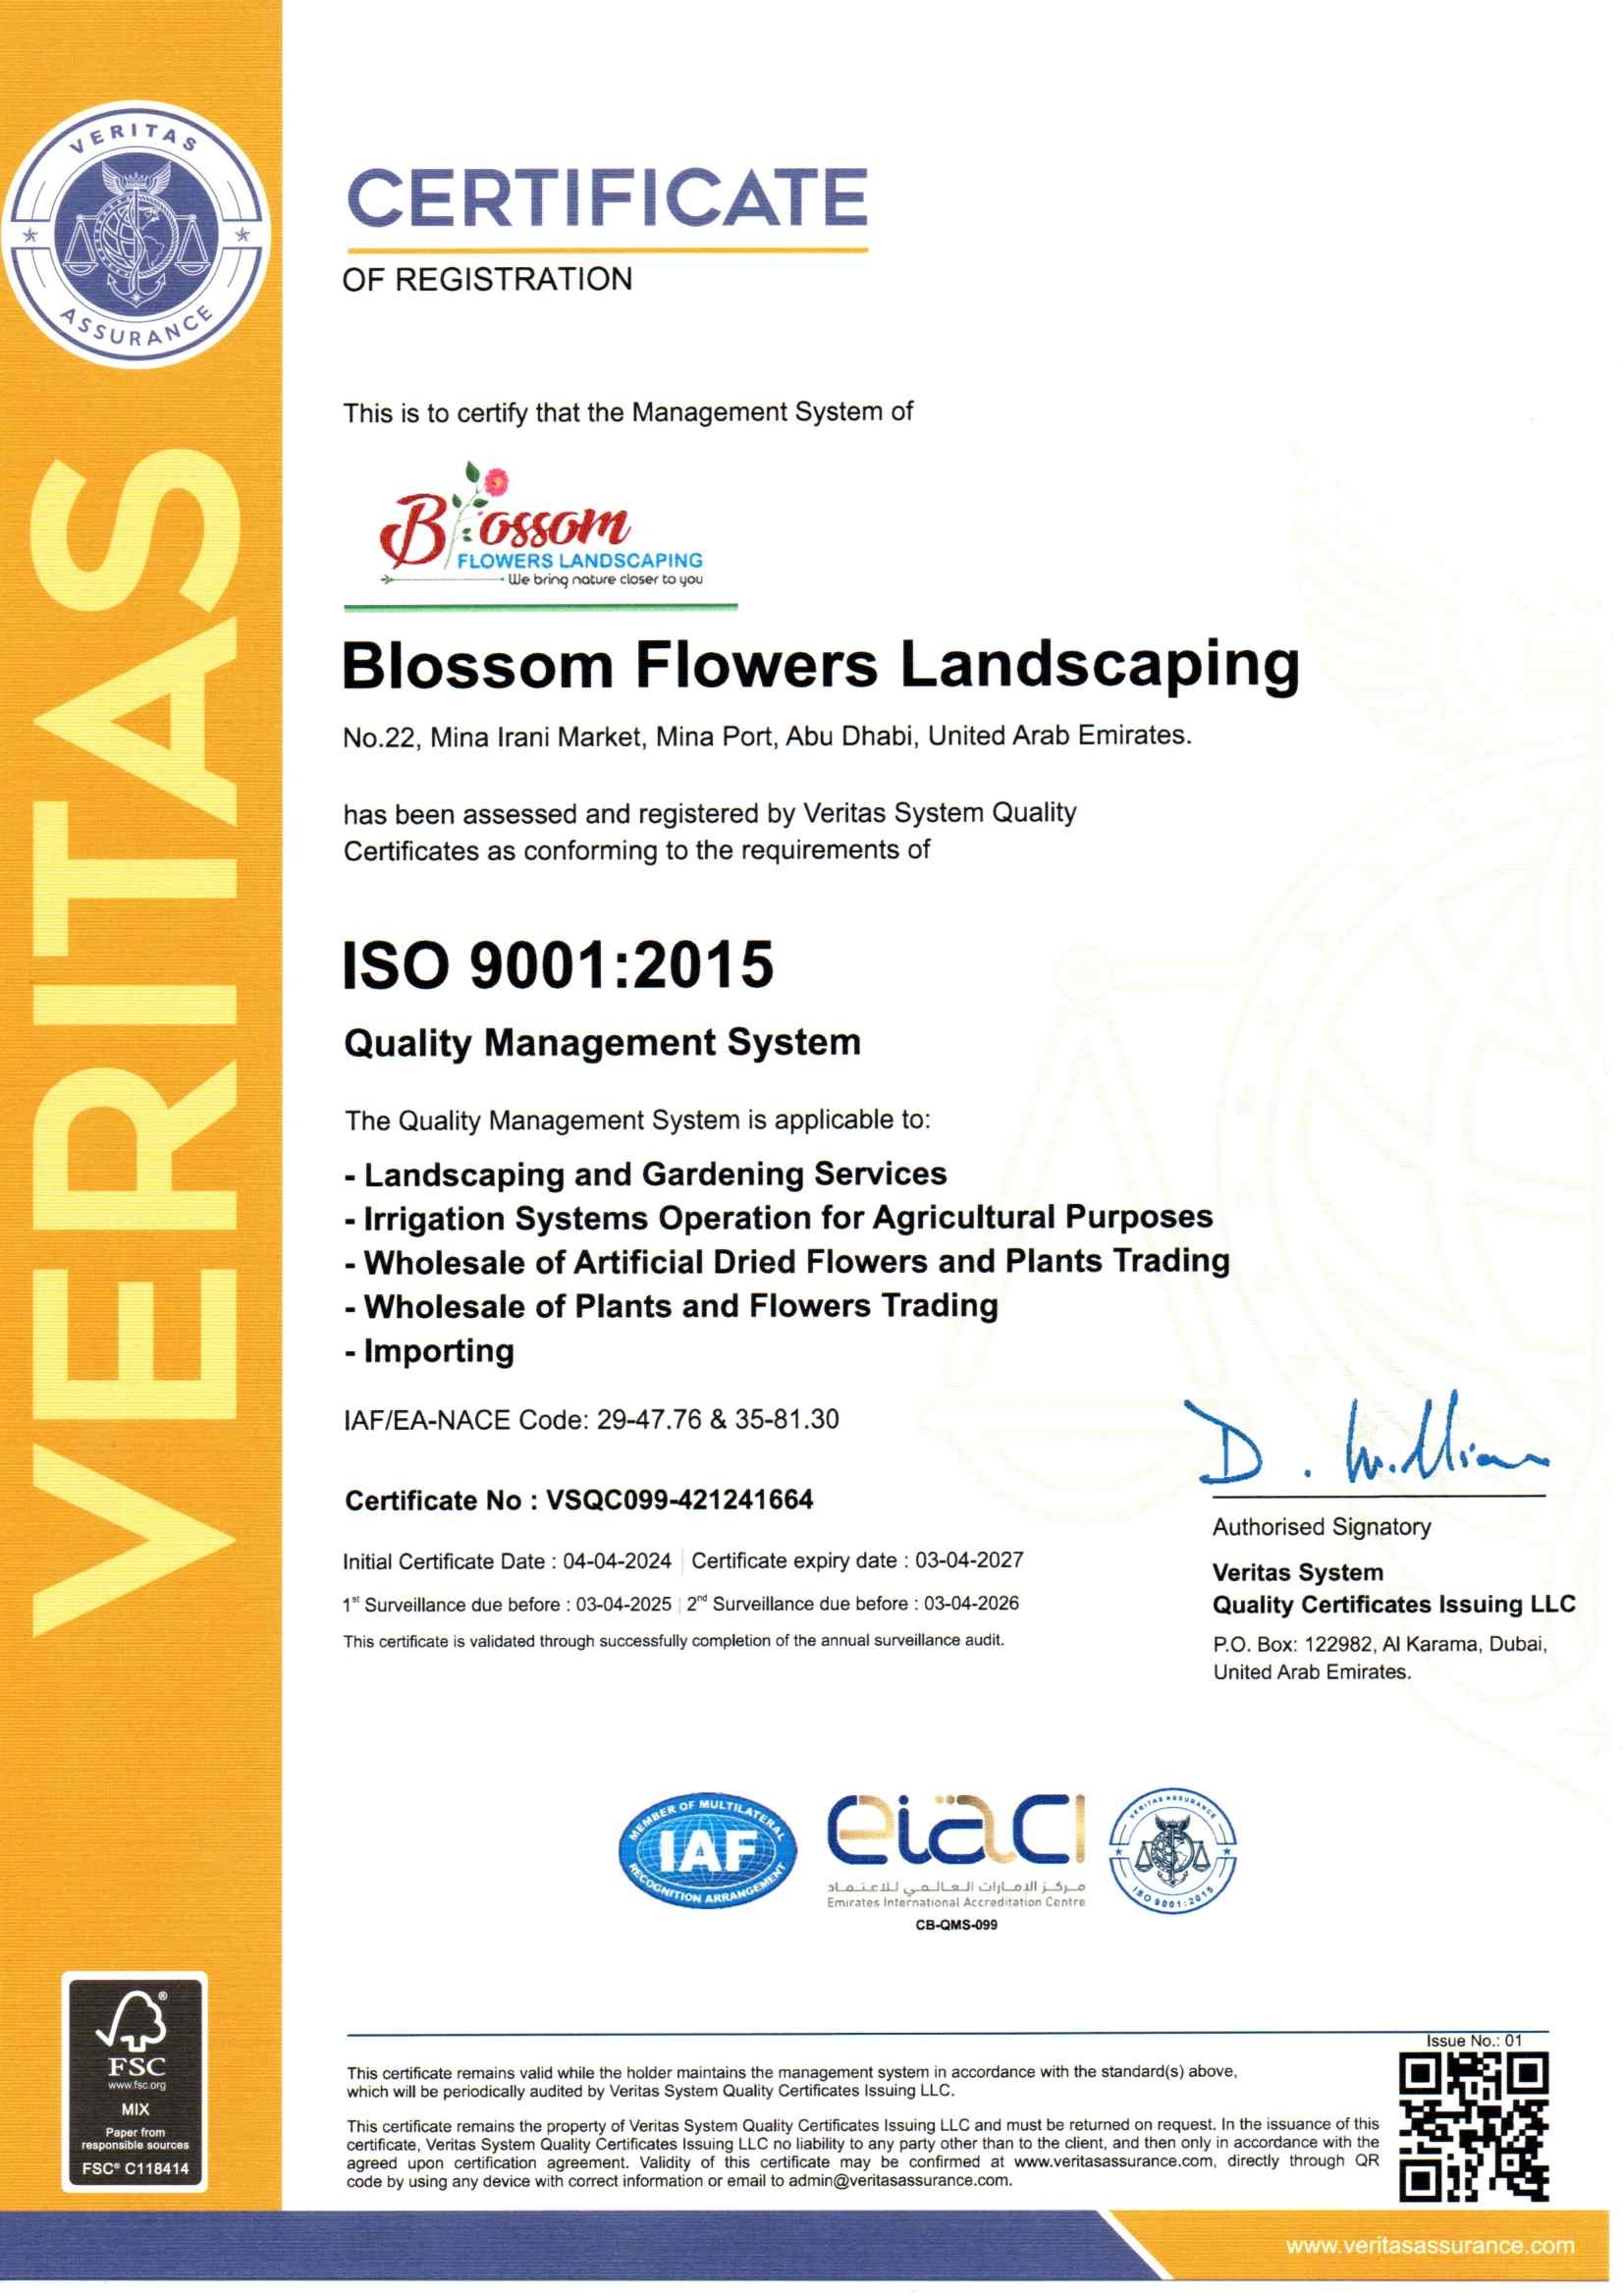 VERITAS
ASSURANCE
VERITAS
CERTIFICATE
OF REGISTRATION
This is to certify that the Management System of
Blossom
FLOWERS LANDSCAPING
We bring nature closer to you
Blossom Flowers Landscaping
No.22, Mina Irani Market, Mina Port, Abu Dhabi, United Arab Emirates.
has been assessed and registered by Veritas System Quality
Certificates as conforming to the requirements of
ISO 9001:2015
Quality Management System
The Quality Management System is applicable to:
- Landscaping and Gardening Services
- Irrigation Systems Operation for Agricultural Purposes
- Wholesale of Artificial Dried Flowers and Plants Trading
- Wholesale of Plants and Flowers Trading
- Importing
IAF/EA-NACE Code: 29-47.76 & 35-81.30
Certificate No : VSQC099-421241664
Initial Certificate Date : 04-04-2024 | Certificate expiry date : 03-04-2027
1st Surveillance due before : 03-04-2025 | 2nd Surveillance due before : 03-04-2026
This certificate is validated through successfully completion of the annual surveillance audit.
D. William
Authorised Signatory
Veritas System
Quality Certificates Issuing LLC
P.O. Box: 122982, Al Karama, Dubai,
United Arab Emirates.
MEMBER OF MULTILATERAL
IAF
RECOGNITION ARRANGEMENT
eiac
مركز الإمارات العالمي للاعتماد
Emirates International Accreditation Centre
CB-QMS-099
VERITAS ASSURANCE
ISO 9001:2015
FSC
www.fsc.org
MIX
Paper from
responsible sources
FSC® C118414
Issue No.: 01
This certificate remains valid while the holder maintains the management system in accordance with the standard(s) above,
which will be periodically audited by Veritas System Quality Certificates Issuing LLC.
This certificate remains the property of Veritas System Quality Certificates Issuing LLC and must be returned on request. In the issuance of this
certificate, Veritas System Quality Certificates Issuing LLC no liability to any party other than to the client, and then only in accordance with the
agreed upon certification agreement. Validity of this certificate may be confirmed at www.veritasassurance.com, directly through QR
code by using any device with correct information or email to admin@veritasassurance.com.
www.veritasassurance.com